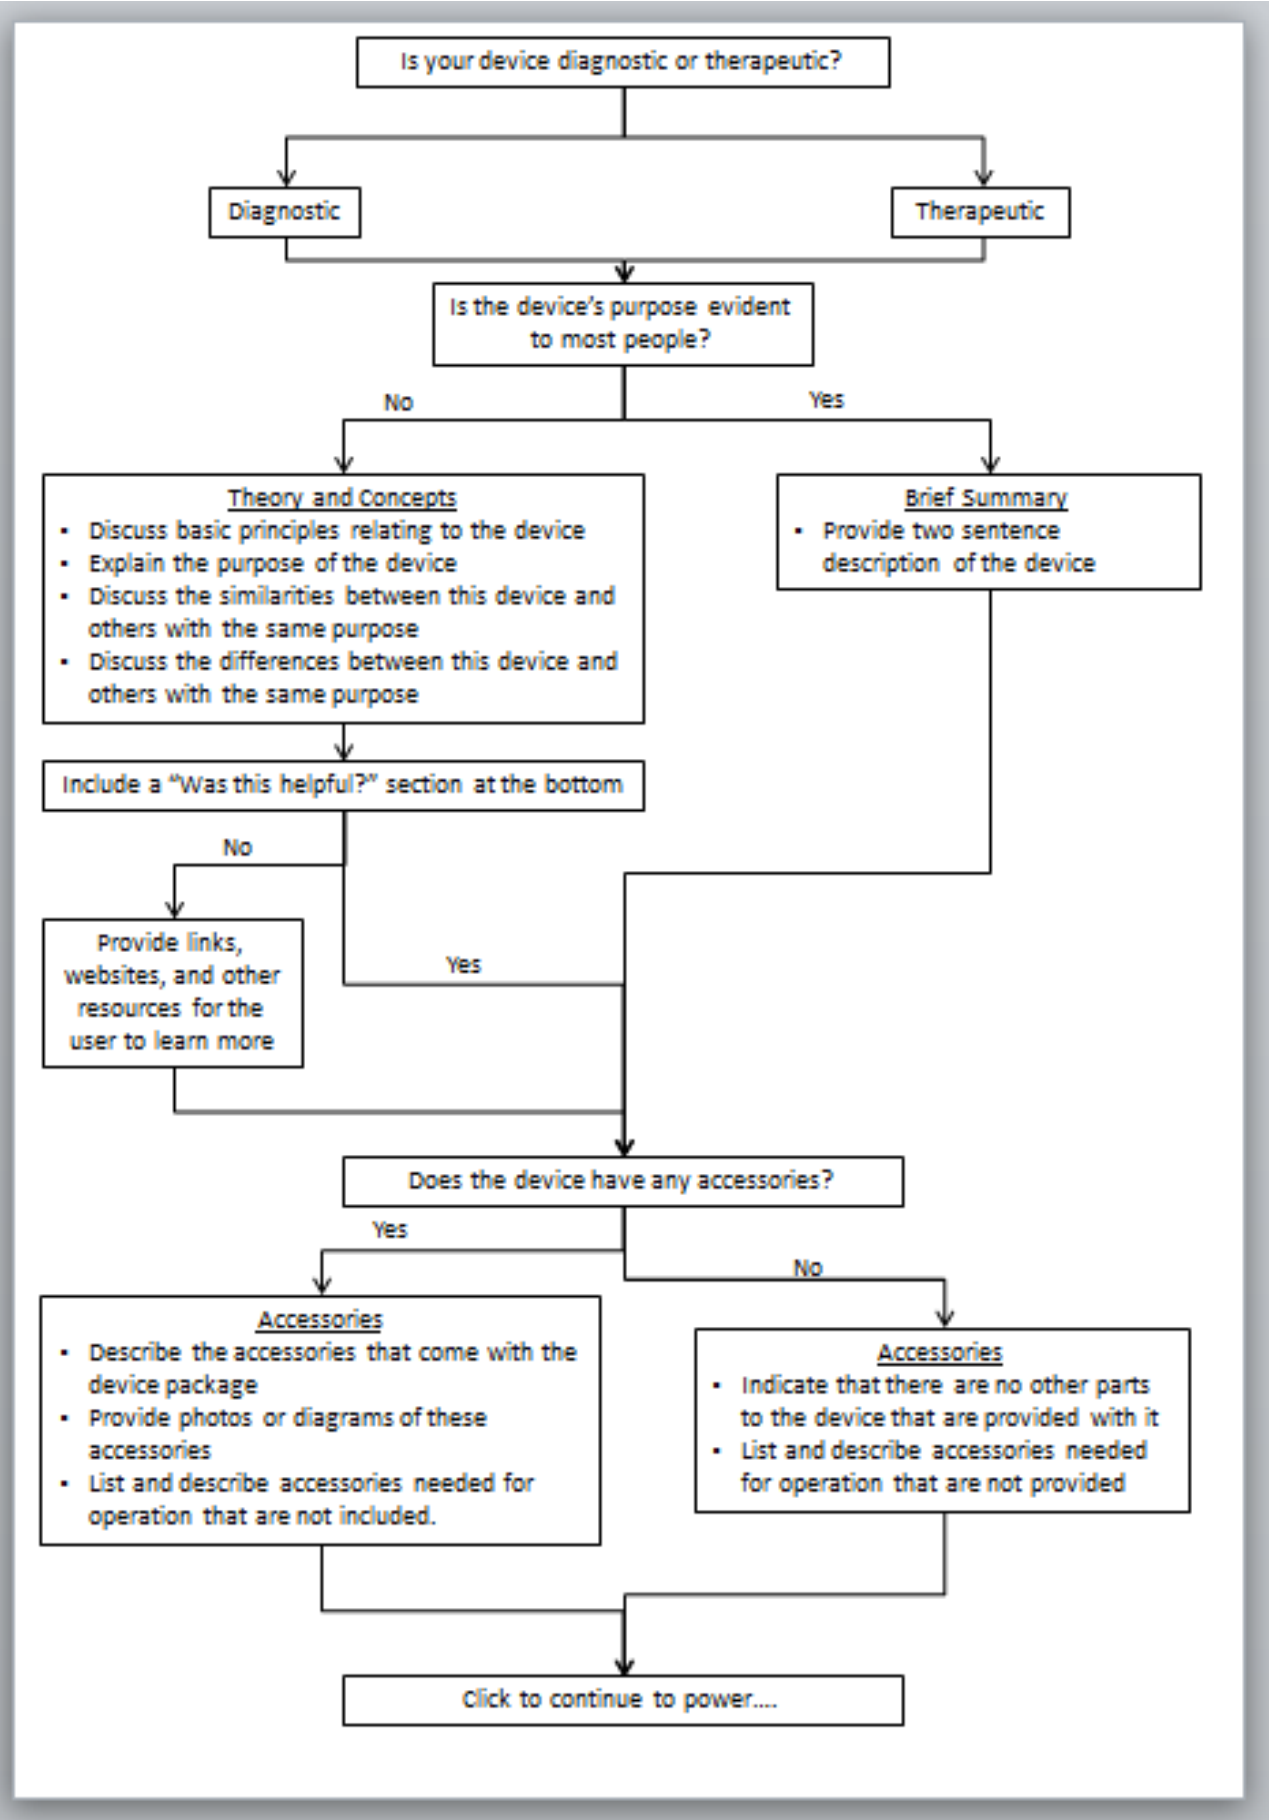 Is your device diagnostic or therapeutic?
Diagnostic
Therapeutic
Is the device's purpose evident
to most people?
No
Yes
Theory and Concepts
▪ Discuss basic principles relating to the device
▪ Explain the purpose of the device
▪ Discuss the similarities between this device and
others with the same purpose
▪ Discuss the differences between this device and
others with the same purpose
Brief Summary
▪ Provide two sentence
description of the device
Include a “Was this helpful?” section at the bottom
No
Provide links,
websites, and other
resources for the
user to learn more
Yes
Does the device have any accessories?
Yes
No
Accessories
▪ Describe the accessories that come with the
device package
▪ Provide photos or diagrams of these
accessories
▪ List and describe accessories needed for
operation that are not included.
Accessories
▪ Indicate that there are no other parts
to the device that are provided with it
▪ List and describe accessories needed
for operation that are not provided
Click to continue to power....